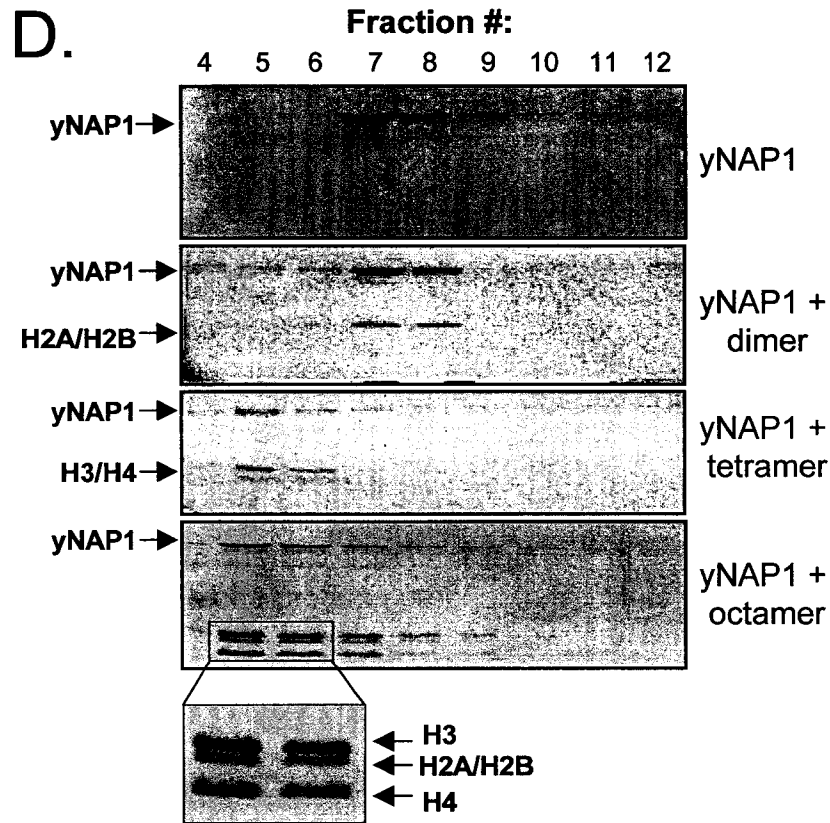 D.
Fraction #:
4 5 6 7 8 9 10 11 12
yNAP1
yNAP1
yNAP1
H2A/H2B
yNAP1 +
dimer
yNAP1
H3/H4
yNAP1 +
tetramer
yNAP1
yNAP1 +
octamer
H3
H2A/H2B
H4